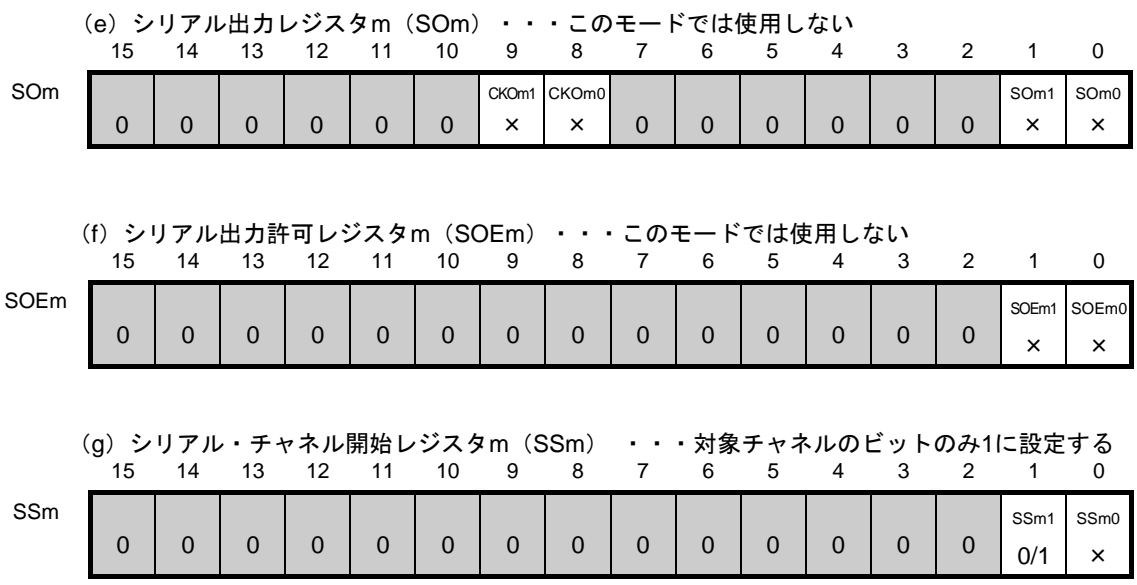 (e) シリアル出力レジスタm（SOm）・・・このモードでは使用しない
15 14 13 12 11 10 9 8 7 6 5 4 3 2 1 0
SOm
CKOm1 CKOm0 SOm1 SOm0
0 0 0 0 0 0 × × 0 0 0 0 0 0 × ×
(f) シリアル出力許可レジスタm（SOEm）・・・このモードでは使用しない
15 14 13 12 11 10 9 8 7 6 5 4 3 2 1 0
SOEm
SOEm1 SOEm0
0 0 0 0 0 0 0 0 0 0 0 0 0 0 × ×
(g) シリアル・チャネル開始レジスタm（SSm） ・・・対象チャネルのビットのみ1に設定する
15 14 13 12 11 10 9 8 7 6 5 4 3 2 1 0
SSm
SSm1 SSm0
0 0 0 0 0 0 0 0 0 0 0 0 0 0 0/1 ×